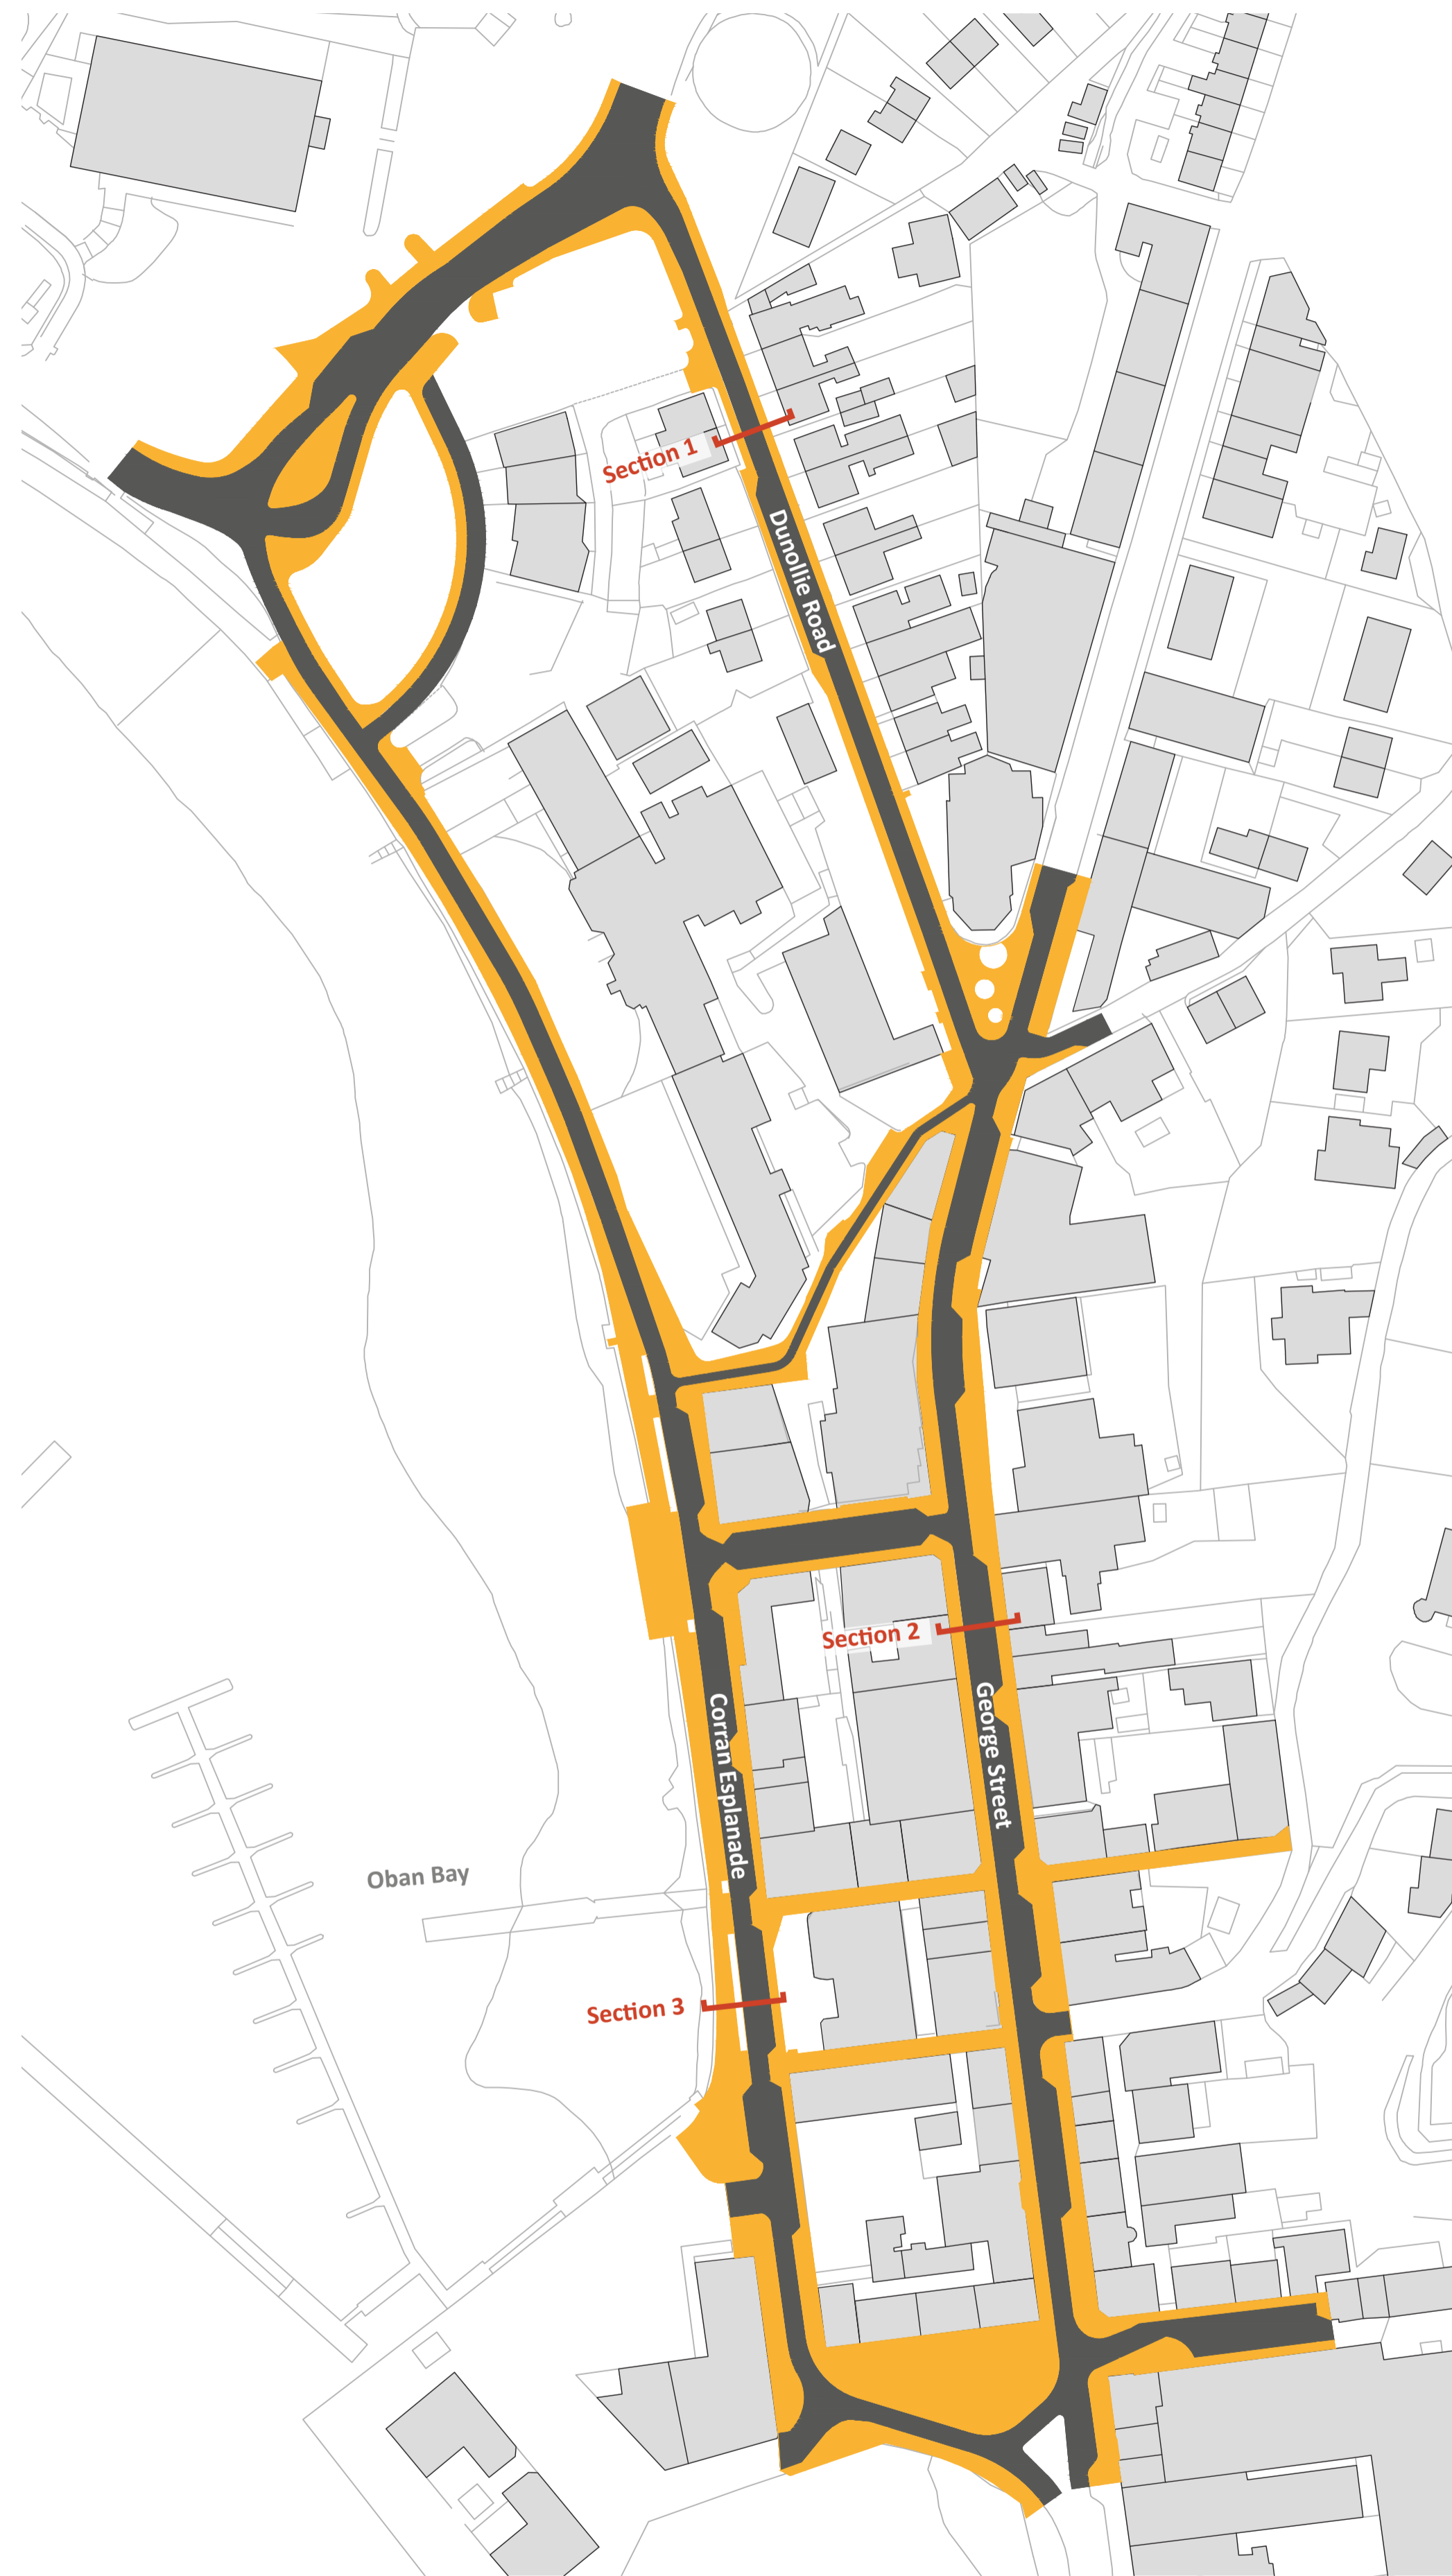 Section 1
Dunollie Road
Section 2
George Street
Corran Esplanade
Oban Bay
Section 3